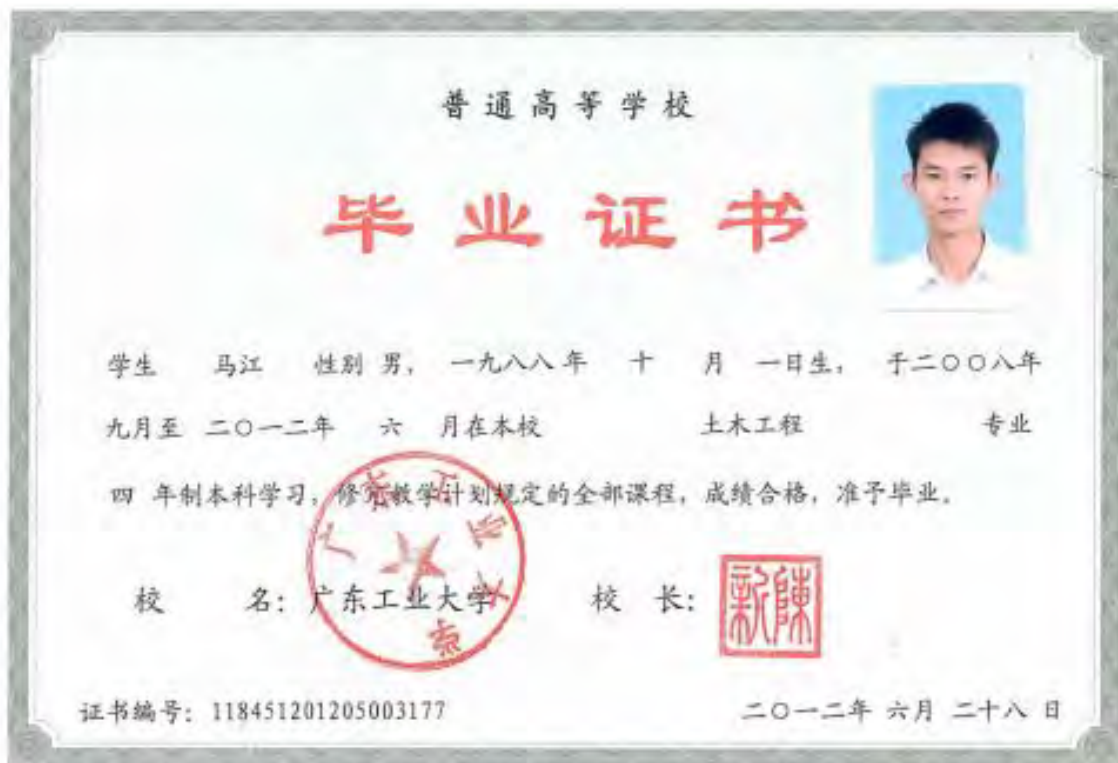 普通高等学校
毕业证书
学生 马江 性别 男， 一九八八年 十 月 一日生， 于二〇〇八年
九月至 二〇一二年 六 月在本校 土木工程 专业
四 年制本科学习，修完教学计划规定的全部课程，成绩合格，准予毕业。
校 名：广东工业大学 校 长：
陳新
证书编号：118451201205003177 二〇一二年 六月 二十八 日